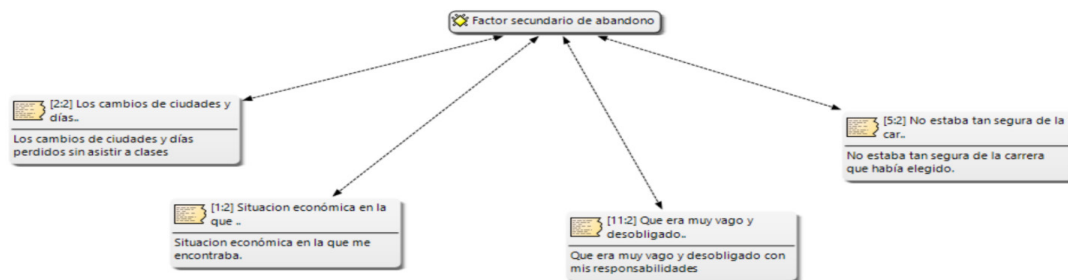 Factor secundario de abandono
[2:2] Los cambios de ciudades y
días..
Los cambios de ciudades y días
perdidos sin asistir a clases
[5:2] No estaba tan segura de la
car..
No estaba tan segura de la carrera
que había elegido.
[1:2] Situacion económica en la
que ..
Situacion económica en la que me
encontraba.
[11:2] Que era muy vago y
desobligado..
Que era muy vago y desobligado con
mis responsabilidades